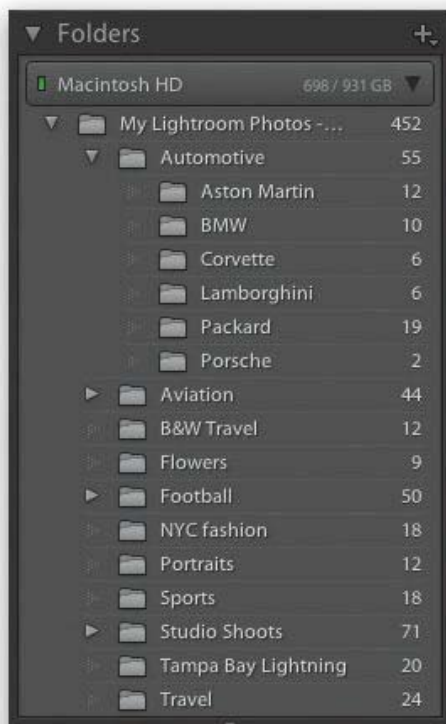 Folders
Macintosh HD 698 / 931 GB
My Lightroom Photos -... 452
Automotive 55
Aston Martin 12
BMW 10
Corvette 6
Lamborghini 6
Packard 19
Porsche 2
Aviation 44
B&W Travel 12
Flowers 9
Football 50
NYC fashion 18
Portraits 12
Sports 18
Studio Shoots 71
Tampa Bay Lightning 20
Travel 24